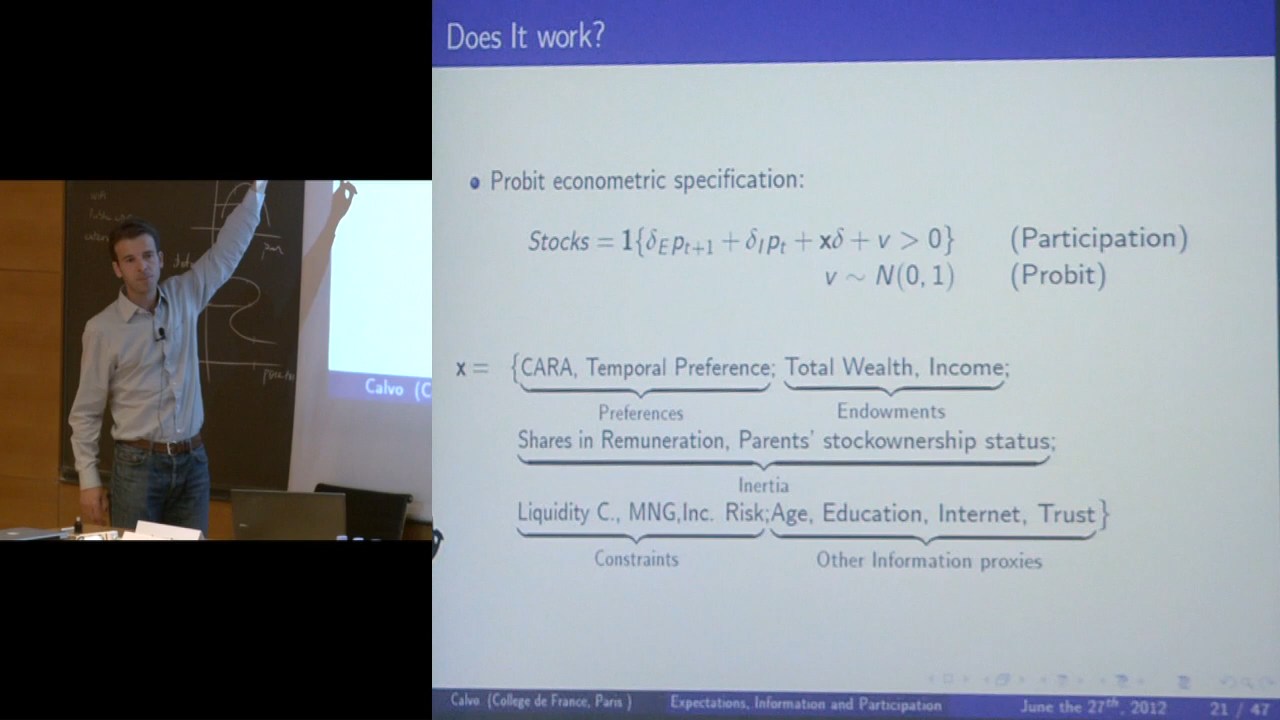 Does It work?
Probit econometric specification:
Stocks = 1{δ_E p_{t+1} + δ_I p_t + xδ + v > 0} (Participation)
v ~ N(0, 1) (Probit)
x = {CARA, Temporal Preference; Total Wealth, Income;
Preferences Endowments
Shares in Remuneration, Parents' stockownership status;
Inertia
Liquidity C., MNG,Inc. Risk;Age, Education, Internet, Trust}
Constraints Other Information proxies
Calvo (College de France, Paris ) Expectations, Information and Participation June the 27th, 2012 21 / 47
Calvo (C